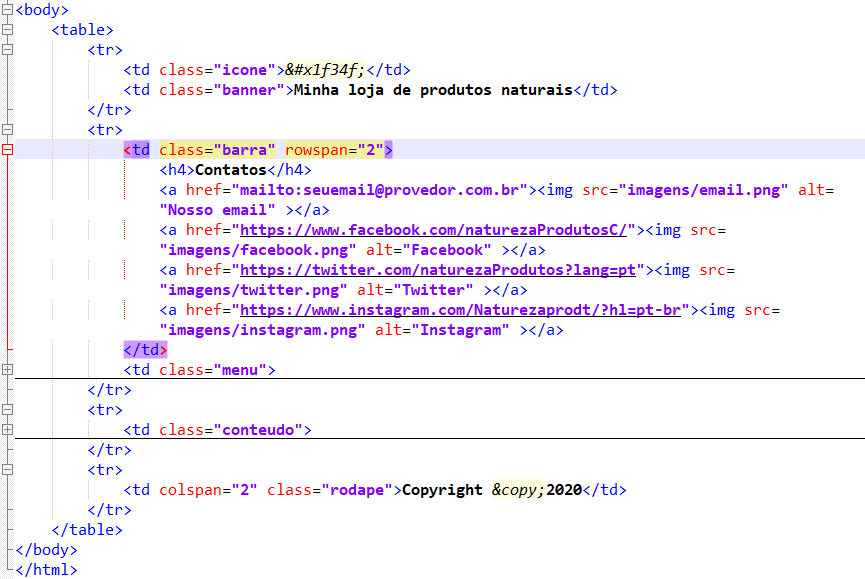 <body>
<table>
<tr>
<td class="icone">&#x1f34f;</td>
<td class="banner">Minha loja de produtos naturais</td>
</tr>
<tr>
<td class="barra" rowspan="2">
<h4>Contatos</h4>
<a href="mailto:seuemail@provedor.com.br"><img src="imagens/email.png" alt=
"Nosso email" ></a>
<a href="https://www.facebook.com/naturezaProdutosC/"><img src=
"imagens/facebook.png" alt="Facebook" ></a>
<a href="https://twitter.com/naturezaProdutos?lang=pt"><img src=
"imagens/twitter.png" alt="Twitter" ></a>
<a href="https://www.instagram.com/Naturezaprodt/?hl=pt-br"><img src=
"imagens/instagram.png" alt="Instagram" ></a>
</td>
<td class="menu">
</tr>
<tr>
<td class="conteudo">
</tr>
<tr>
<td colspan="2" class="rodape">Copyright &copy;2020</td>
</tr>
</table>
</body>
</html>